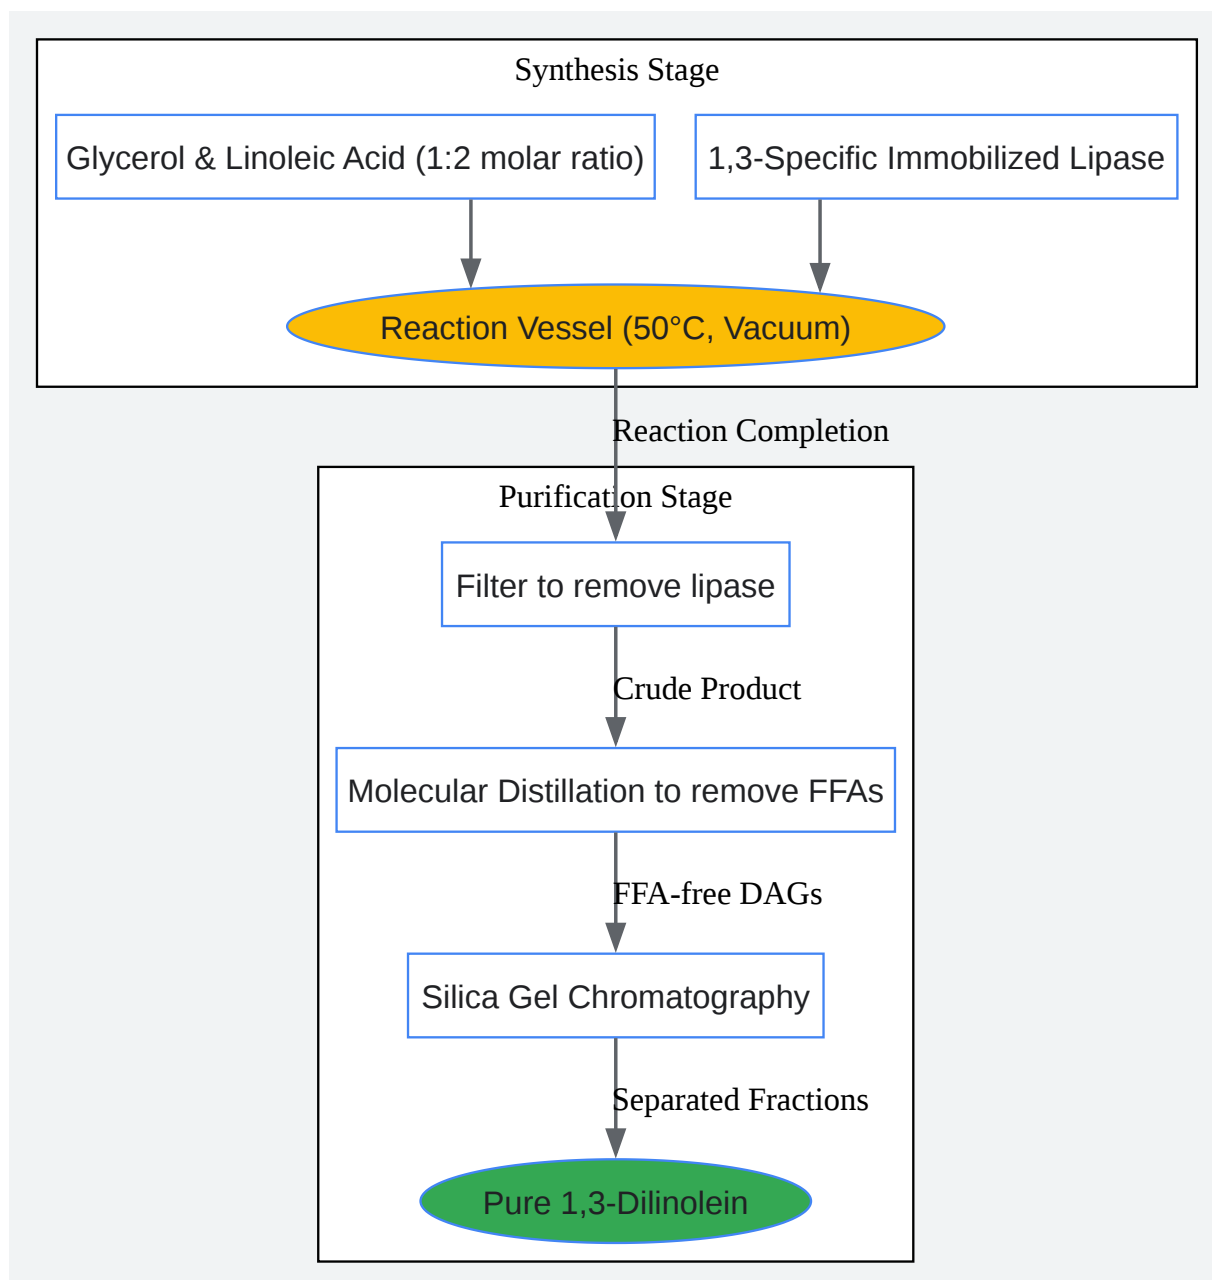 Synthesis Stage
Glycerol & Linoleic Acid (1:2 molar ratio)
1,3-Specific Immobilized Lipase
Reaction Vessel (50°C, Vacuum)
Reaction Completion
Purification Stage
Filter to remove lipase
Crude Product
Molecular Distillation to remove FFAs
FFA-free DAGs
Silica Gel Chromatography
Separated Fractions
Pure 1,3-Dilinolein